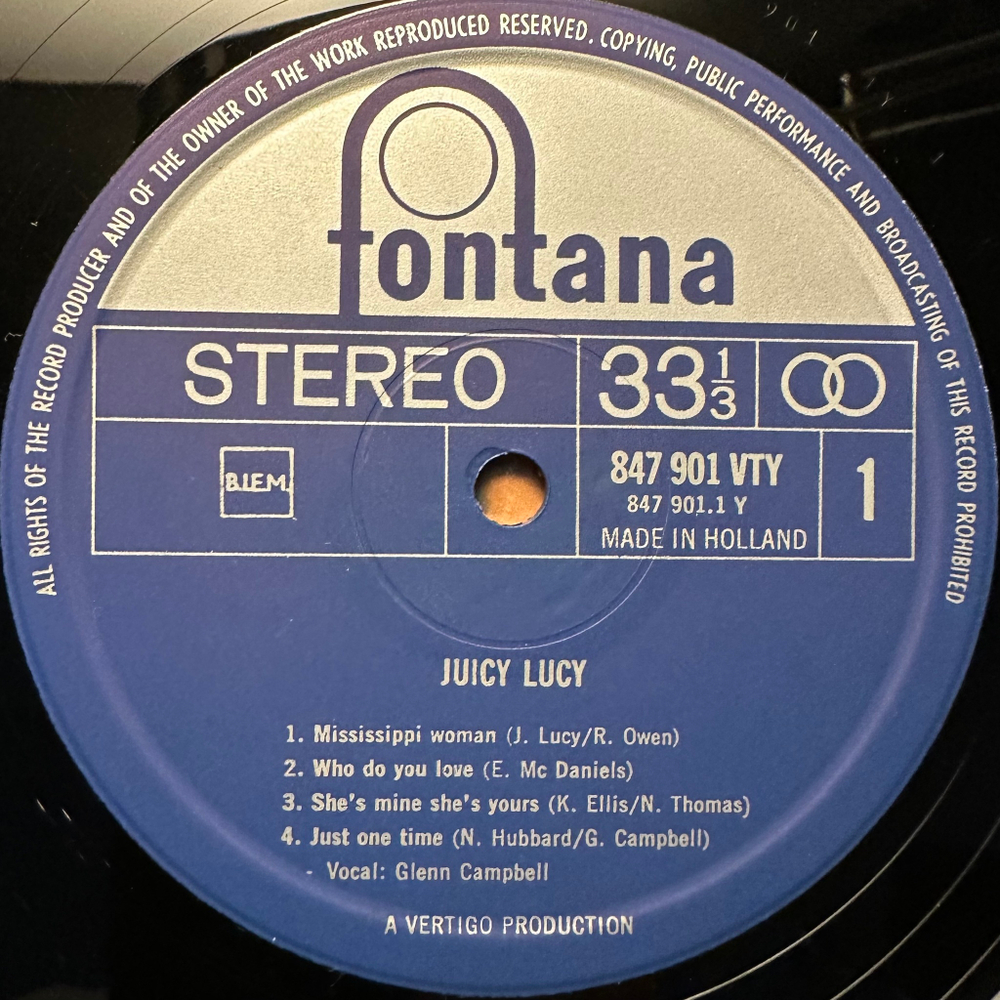 ALL RIGHTS OF THE RECORD PRODUCER AND OF THE OWNER OF THE WORK REPRODUCED RESERVED. COPYING, PUBLIC PERFORMANCE AND BROADCASTING OF THIS RECORD PROHIBITED
fontana
STEREO 33⅓
B.I.E.M. 847 901 VTY 1
847 901.1 Y
MADE IN HOLLAND
JUICY LUCY
1. Mississippi woman (J. Lucy/R. Owen)
2. Who do you love (E. Mc Daniels)
3. She's mine she's yours (K. Ellis/N. Thomas)
4. Just one time (N. Hubbard/G. Campbell)
- Vocal: Glenn Campbell
A VERTIGO PRODUCTION